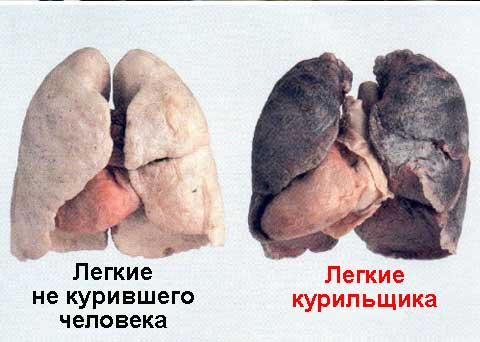 Легкие
не курившего
человека
Легкие
курильщика